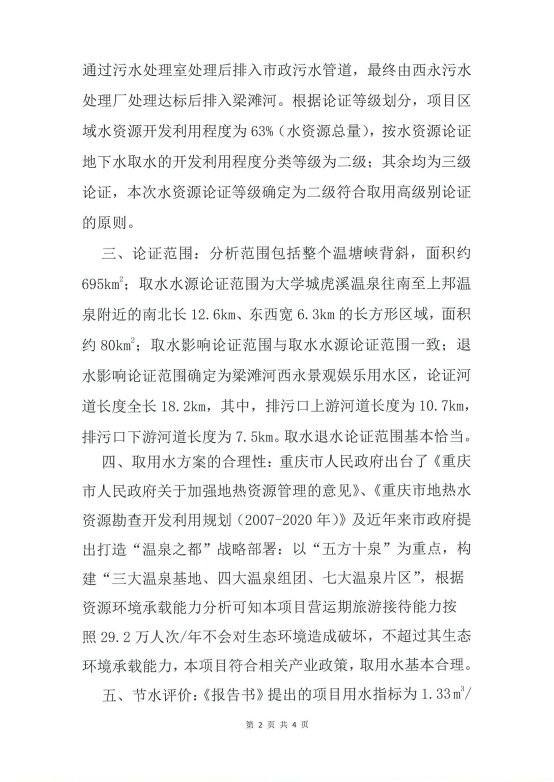 通过污水处理室处理后排入市政污水管道，最终由西永污水
处理厂处理达标后排入梁滩河。根据论证等级划分，项目区
域水资源开发利用程度为63%（水资源总量），按水资源论证
地下水取水的开发利用程度分类等级为二级；其余均为三级
论证，本次水资源论证等级确定为二级符合取用高级别论证
的原则。
三、论证范围：分析范围包括整个温塘峡背斜，面积约
695km²；取水水源论证范围为大学城虎溪温泉往南至上邦温
泉附近的南北长12.6km、东西宽6.3km的长方形区域，面积
约80km²；取水影响论证范围与取水水源论证范围一致；退
水影响论证范围确定为梁滩河西永景观娱乐用水区，论证河
道长度全长18.2km，其中，排污口上游河道长度为10.7km，
排污口下游河道长度为7.5km。取水退水论证范围基本恰当。
四、取用水方案的合理性：重庆市人民政府出台了《重庆
市人民政府关于加强地热资源管理的意见》、《重庆市地热水
资源勘查开发利用规划（2007-2020年）》及近年来市政府提
出打造“温泉之都”战略部署：以“五方十泉”为重点，构
建“三大温泉基地、四大温泉组团、七大温泉片区”，根据
资源环境承载能力分析可知本项目营运期旅游接待能力按
照29.2万人次/年不会对生态环境造成破坏，不超过其生态
环境承载能力，本项目符合相关产业政策，取用水基本合理。
五、节水评价：《报告书》提出的项目用水指标为1.33m³/
第 2 页 共 4 页